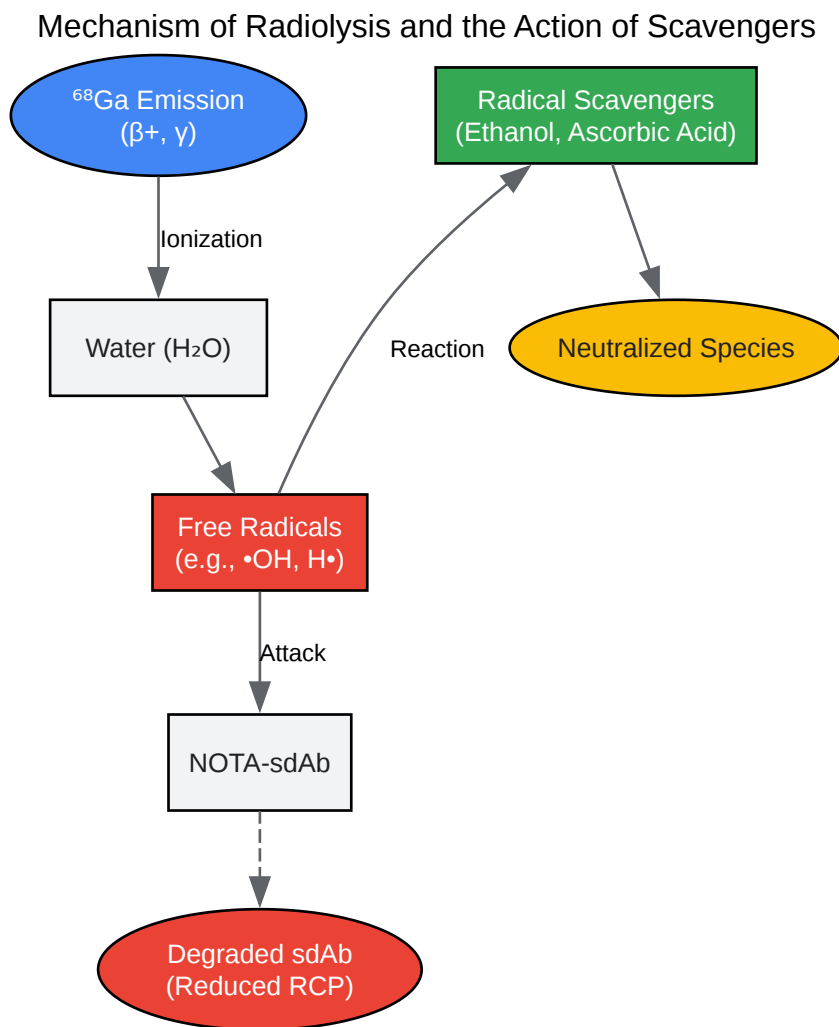 Mechanism of Radiolysis and the Action of Scavengers
⁶⁸Ga Emission
(β+, γ)
Radical Scavengers
(Ethanol, Ascorbic Acid)
Ionization
Water (H₂O)
Reaction
Neutralized Species
Free Radicals
(e.g., •OH, H•)
Attack
NOTA-sdAb
Degraded sdAb
(Reduced RCP)